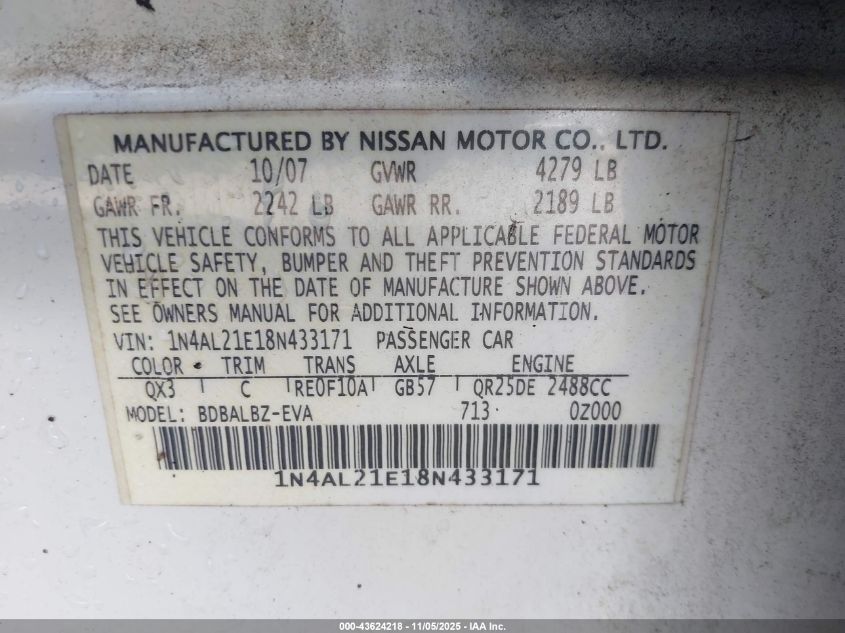 MANUFACTURED BY NISSAN MOTOR CO., LTD.
DATE 10/07 GVWR 4279 LB
GAWR FR. 2242 LB GAWR RR. 2189 LB
THIS VEHICLE CONFORMS TO ALL APPLICABLE FEDERAL MOTOR
VEHICLE SAFETY, BUMPER AND THEFT PREVENTION STANDARDS
IN EFFECT ON THE DATE OF MANUFACTURE SHOWN ABOVE.
SEE OWNERS MANUAL FOR ADDITIONAL INFORMATION.
VIN: 1N4AL21E18N433171 PASSENGER CAR
COLOR TRIM TRANS AXLE ENGINE
QX3 C RE0F10A GB57 QR25DE 2488CC
MODEL: BDBALBZ-EVA 713 0Z000
1N4AL21E18N433171
000-43624218 - 11/05/2025 - IAA Inc.